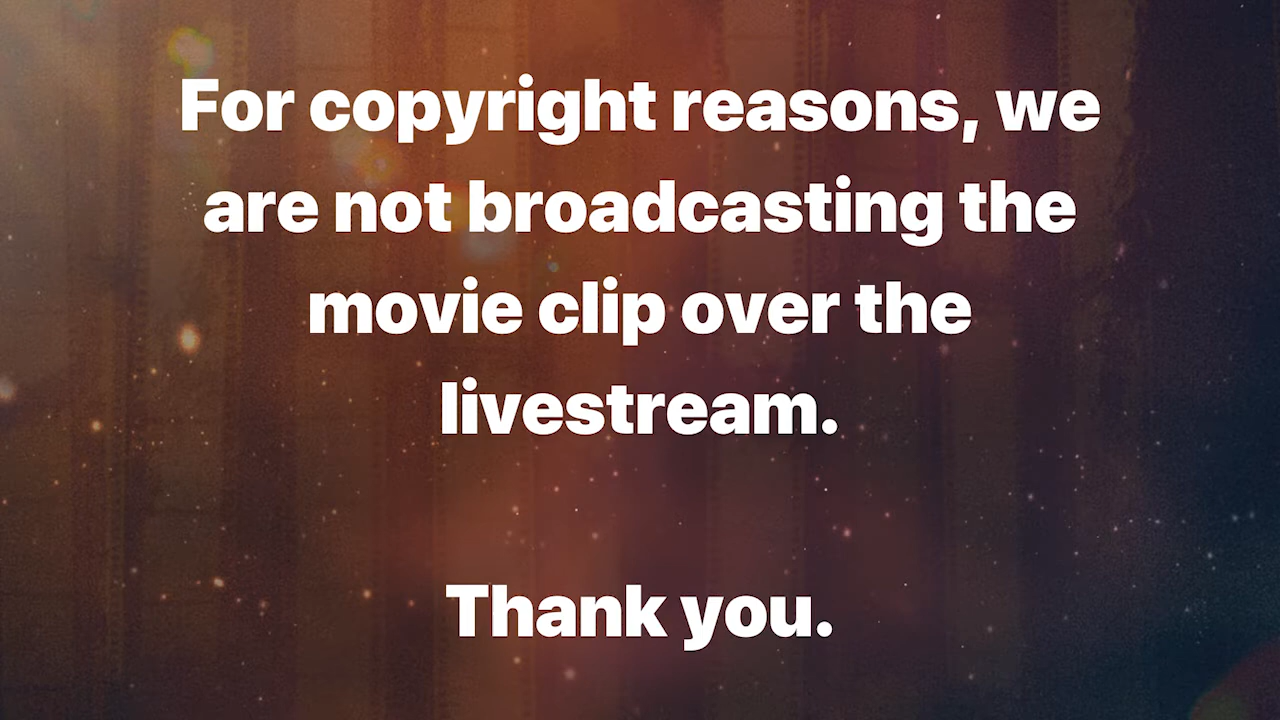 For copyright reasons, we
are not broadcasting the
movie clip over the
livestream.
Thank you.